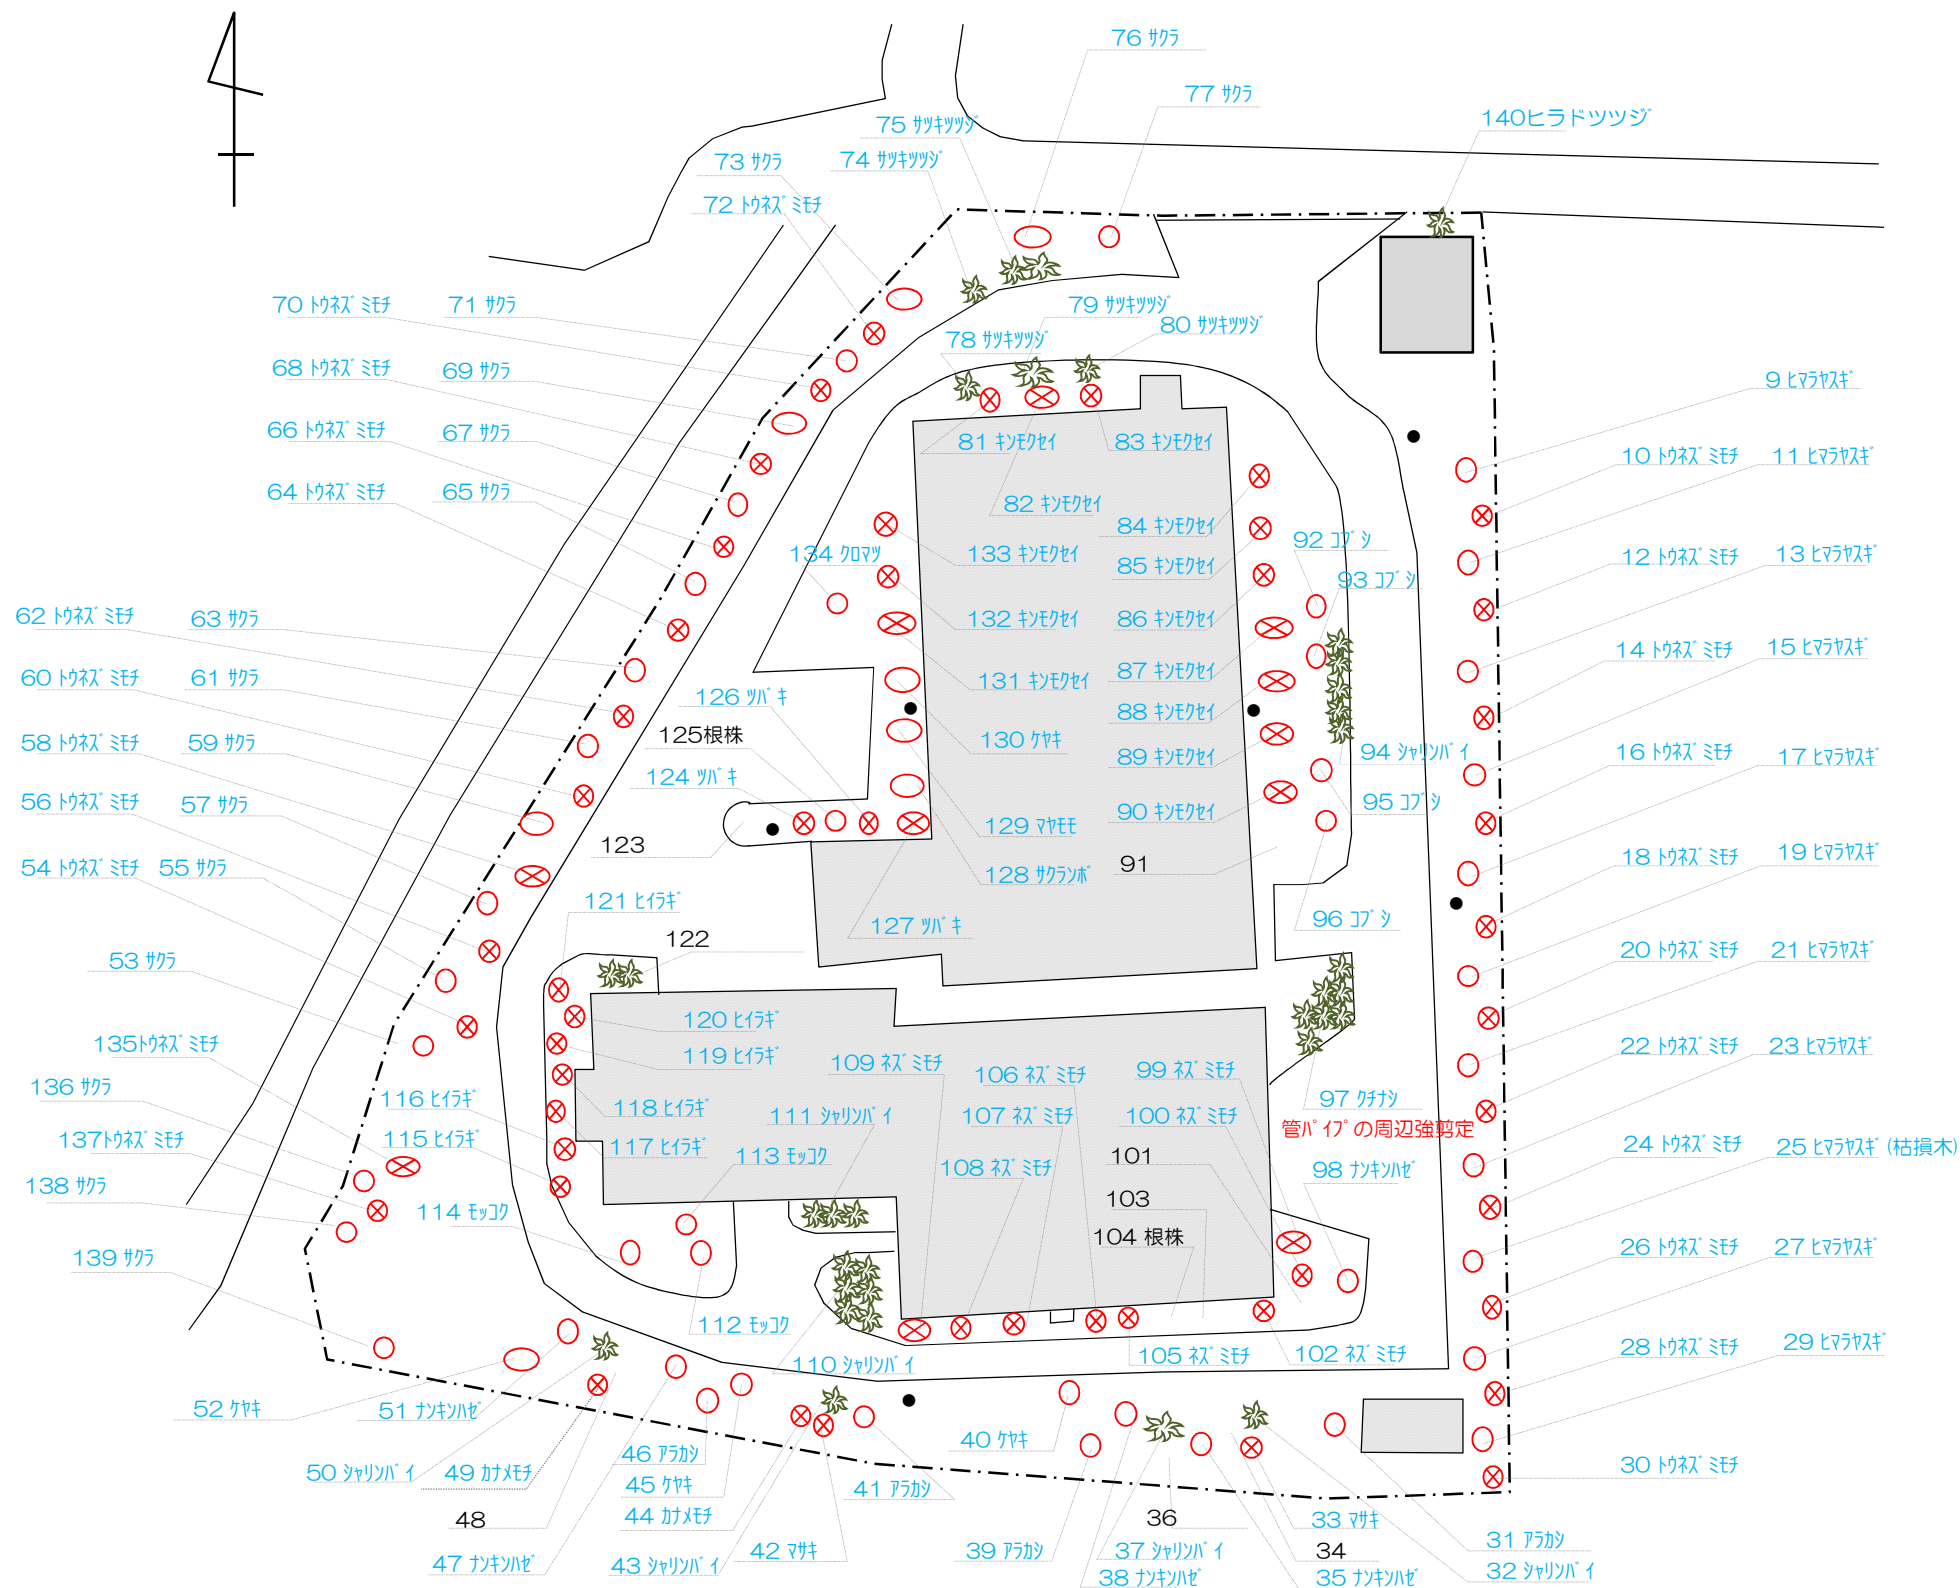 76 ｻｸﾗ
77 ｻｸﾗ
140ヒラドツツジ
75 ｻﾂｷﾂﾂｼﾞ
73 ｻｸﾗ
74 ｻﾂｷﾂﾂｼﾞ
72 ﾄｳﾈｽﾞﾐﾓﾁ
70 ﾄｳﾈｽﾞﾐﾓﾁ
71 ｻｸﾗ
79 ｻﾂｷﾂﾂｼﾞ
80 ｻﾂｷﾂﾂｼﾞ
78 ｻﾂｷﾂﾂｼﾞ
68 ﾄｳﾈｽﾞﾐﾓﾁ
69 ｻｸﾗ
9 ﾋﾏﾗﾔｽｷﾞ
66 ﾄｳﾈｽﾞﾐﾓﾁ
67 ｻｸﾗ
81 ｷﾝﾓｸｾｲ
83 ｷﾝﾓｸｾｲ
10 ﾄｳﾈｽﾞﾐﾓﾁ
11 ﾋﾏﾗﾔｽｷﾞ
64 ﾄｳﾈｽﾞﾐﾓﾁ
65 ｻｸﾗ
82 ｷﾝﾓｸｾｲ
84 ｷﾝﾓｸｾｲ
92 ｺﾌﾞｼ
134 ｸﾛﾏﾂ
133 ｷﾝﾓｸｾｲ
85 ｷﾝﾓｸｾｲ
93 ｺﾌﾞｼ
12 ﾄｳﾈｽﾞﾐﾓﾁ
13 ﾋﾏﾗﾔｽｷﾞ
62 ﾄｳﾈｽﾞﾐﾓﾁ
63 ｻｸﾗ
132 ｷﾝﾓｸｾｲ
86 ｷﾝﾓｸｾｲ
14 ﾄｳﾈｽﾞﾐﾓﾁ
15 ﾋﾏﾗﾔｽｷﾞ
60 ﾄｳﾈｽﾞﾐﾓﾁ
61 ｻｸﾗ
126 ﾂﾊﾞｷ
131 ｷﾝﾓｸｾｲ
87 ｷﾝﾓｸｾｲ
88 ｷﾝﾓｸｾｲ
58 ﾄｳﾈｽﾞﾐﾓﾁ
59 ｻｸﾗ
125根株
130 ｹﾔｷ
89 ｷﾝﾓｸｾｲ
94 ｼｬﾘﾝﾊﾞｲ
16 ﾄｳﾈｽﾞﾐﾓﾁ
17 ﾋﾏﾗﾔｽｷﾞ
124 ﾂﾊﾞｷ
56 ﾄｳﾈｽﾞﾐﾓﾁ
57 ｻｸﾗ
129 ﾏﾔﾓﾓ
90 ｷﾝﾓｸｾｲ
95 ｺﾌﾞｼ
123
54 ﾄｳﾈｽﾞﾐﾓﾁ
55 ｻｸﾗ
128 ｻｸﾗﾝﾎﾞ
91
18 ﾄｳﾈｽﾞﾐﾓﾁ
19 ﾋﾏﾗﾔｽｷﾞ
121 ﾋｲﾗｷﾞ
127 ﾂﾊﾞｷ
96 ｺﾌﾞｼ
122
53 ｻｸﾗ
20 ﾄｳﾈｽﾞﾐﾓﾁ
21 ﾋﾏﾗﾔｽｷﾞ
120 ﾋｲﾗｷﾞ
135ﾄｳﾈｽﾞﾐﾓﾁ
119 ﾋｲﾗｷﾞ
109 ﾈｽﾞﾐﾓﾁ
106 ﾈｽﾞﾐﾓﾁ
99 ﾈｽﾞﾐﾓﾁ
22 ﾄｳﾈｽﾞﾐﾓﾁ
23 ﾋﾏﾗﾔｽｷﾞ
136 ｻｸﾗ
116 ﾋｲﾗｷﾞ
118 ﾋｲﾗｷﾞ
111 ｼｬﾘﾝﾊﾞｲ
107 ﾈｽﾞﾐﾓﾁ
100 ﾈｽﾞﾐﾓﾁ
97 ｸﾁﾅｼ
管ﾊﾟｲﾌﾟの周辺強剪定
137ﾄｳﾈｽﾞﾐﾓﾁ
115 ﾋｲﾗｷﾞ
117 ﾋｲﾗｷﾞ
113 ﾓｯｺｸ
108 ﾈｽﾞﾐﾓﾁ
101
98 ﾅﾝｷﾝﾊｾﾞ
24 ﾄｳﾈｽﾞﾐﾓﾁ
25 ﾋﾏﾗﾔｽｷﾞ(枯損木)
138 ｻｸﾗ
114 ﾓｯｺｸ
103
104 根株
139 ｻｸﾗ
26 ﾄｳﾈｽﾞﾐﾓﾁ
27 ﾋﾏﾗﾔｽｷﾞ
112 ﾓｯｺｸ
110 ｼｬﾘﾝﾊﾞｲ
105 ﾈｽﾞﾐﾓﾁ
102 ﾈｽﾞﾐﾓﾁ
28 ﾄｳﾈｽﾞﾐﾓﾁ
29 ﾋﾏﾗﾔｽｷﾞ
52 ｹﾔｷ
51 ﾅﾝｷﾝﾊｾﾞ
46 ｱﾗｶｼ
40 ｹﾔｷ
50 ｼｬﾘﾝﾊﾞｲ
49 ｶﾅﾒﾓﾁ
45 ｹﾔｷ
41 ｱﾗｶｼ
30 ﾄｳﾈｽﾞﾐﾓﾁ
48
44 ｶﾅﾒﾓﾁ
36
33 ﾏｻｷ
47 ﾅﾝｷﾝﾊｾﾞ
43 ｼｬﾘﾝﾊﾞｲ
42 ﾏｻｷ
39 ｱﾗｶｼ
37 ｼｬﾘﾝﾊﾞｲ
34
31 ｱﾗｶｼ
38 ﾅﾝｷﾝﾊｾﾞ
35 ﾅﾝｷﾝﾊｾﾞ
32 ｼｬﾘﾝﾊﾞｲ